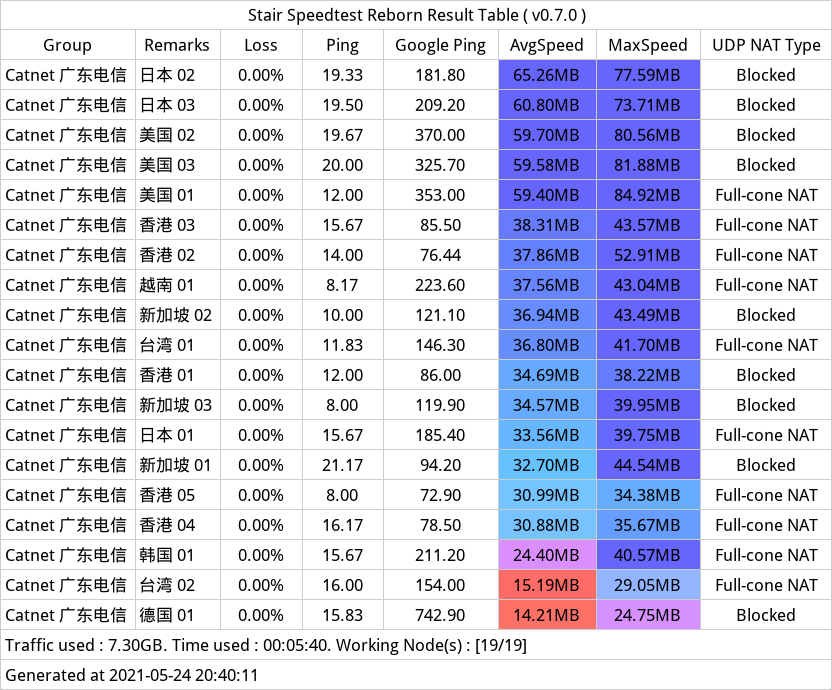 Stair Speedtest Reborn Result Table ( v0.7.0 )
Group Remarks Loss Ping Google Ping AvgSpeed MaxSpeed UDP NAT Type
Catnet 广东电信 日本 02 0.00% 19.33 181.80 65.26MB 77.59MB Blocked
Catnet 广东电信 日本 03 0.00% 19.50 209.20 60.80MB 73.71MB Blocked
Catnet 广东电信 美国 02 0.00% 19.67 370.00 59.70MB 80.56MB Blocked
Catnet 广东电信 美国 03 0.00% 20.00 325.70 59.58MB 81.88MB Blocked
Catnet 广东电信 美国 01 0.00% 12.00 353.00 59.40MB 84.92MB Full-cone NAT
Catnet 广东电信 香港 03 0.00% 15.67 85.50 38.31MB 43.57MB Full-cone NAT
Catnet 广东电信 香港 02 0.00% 14.00 76.44 37.86MB 52.91MB Full-cone NAT
Catnet 广东电信 越南 01 0.00% 8.17 223.60 37.56MB 43.04MB Full-cone NAT
Catnet 广东电信 新加坡 02 0.00% 10.00 121.10 36.94MB 43.49MB Blocked
Catnet 广东电信 台湾 01 0.00% 11.83 146.30 36.80MB 41.70MB Full-cone NAT
Catnet 广东电信 香港 01 0.00% 12.00 86.00 34.69MB 38.22MB Blocked
Catnet 广东电信 新加坡 03 0.00% 8.00 119.90 34.57MB 39.95MB Blocked
Catnet 广东电信 日本 01 0.00% 15.67 185.40 33.56MB 39.75MB Full-cone NAT
Catnet 广东电信 新加坡 01 0.00% 21.17 94.20 32.70MB 44.54MB Blocked
Catnet 广东电信 香港 05 0.00% 8.00 72.90 30.99MB 34.38MB Full-cone NAT
Catnet 广东电信 香港 04 0.00% 16.17 78.50 30.88MB 35.67MB Full-cone NAT
Catnet 广东电信 韩国 01 0.00% 15.67 211.20 24.40MB 40.57MB Full-cone NAT
Catnet 广东电信 台湾 02 0.00% 16.00 154.00 15.19MB 29.05MB Full-cone NAT
Catnet 广东电信 德国 01 0.00% 15.83 742.90 14.21MB 24.75MB Blocked
Traffic used : 7.30GB. Time used : 00:05:40. Working Node(s) : [19/19]
Generated at 2021-05-24 20:40:11